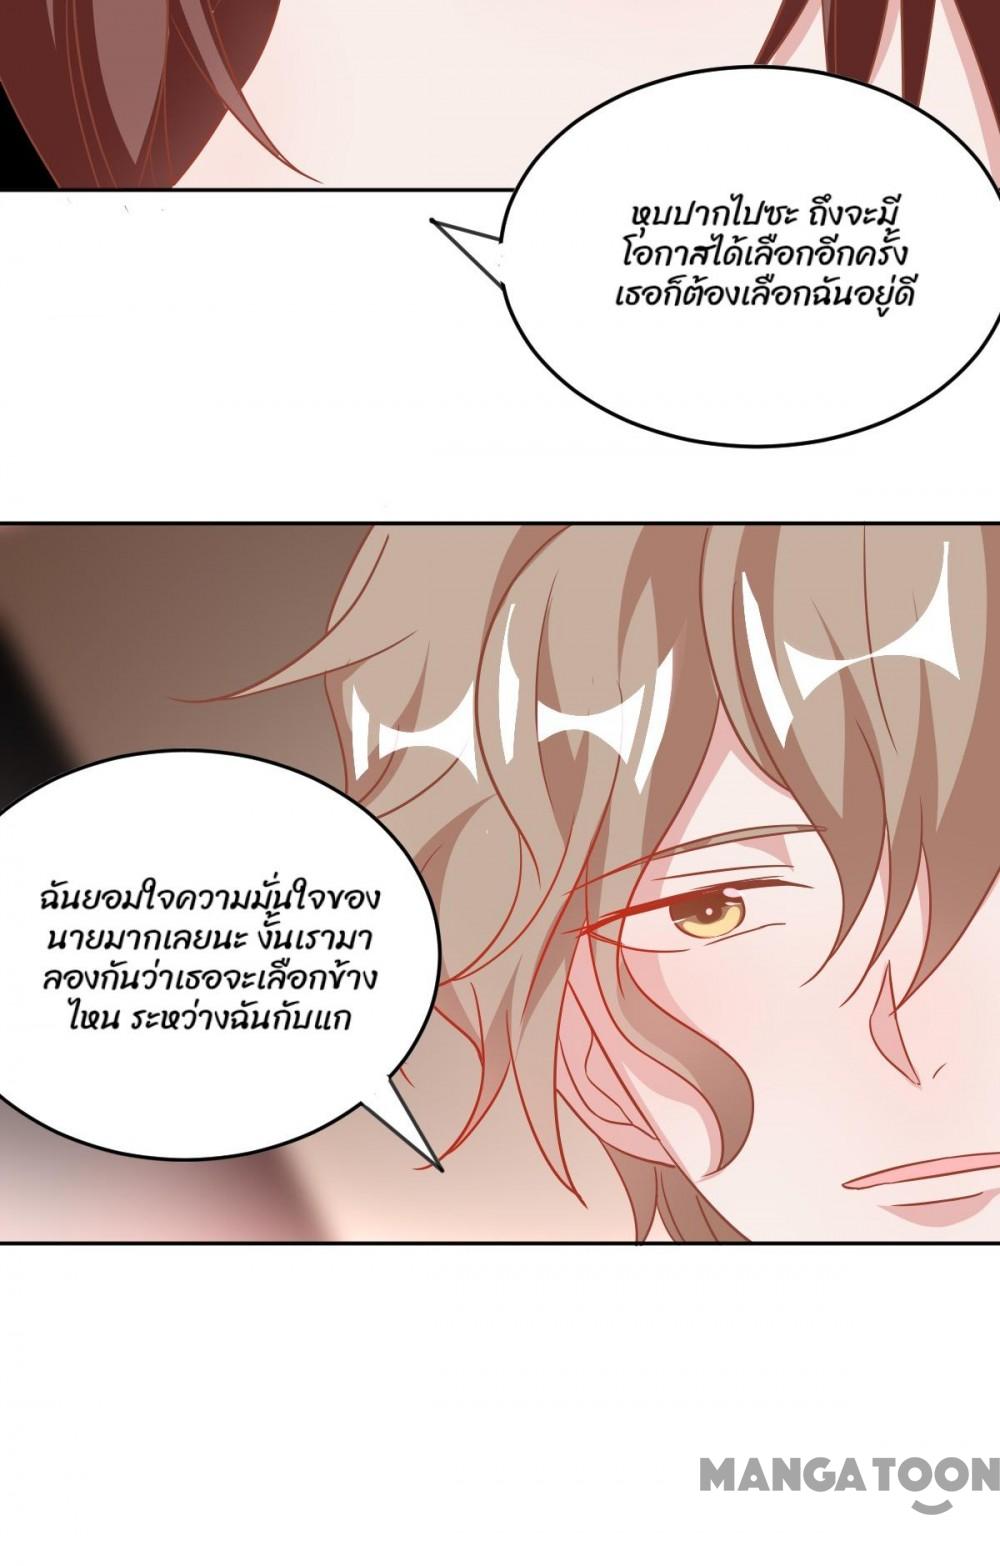 หุบปากไปซะ ถึงจะมี
โอกาสได้เลือกอีกครั้ง
เธอก็ต้องเลือกฉันอยู่ดี
ฉันยอมใจความมั่นใจของ
นายมากเลยนะ งั้นเรามา
ลองกันว่าเธอจะเลือกข้าง
ไหน ระหว่างฉันกับแก
MANGATOON